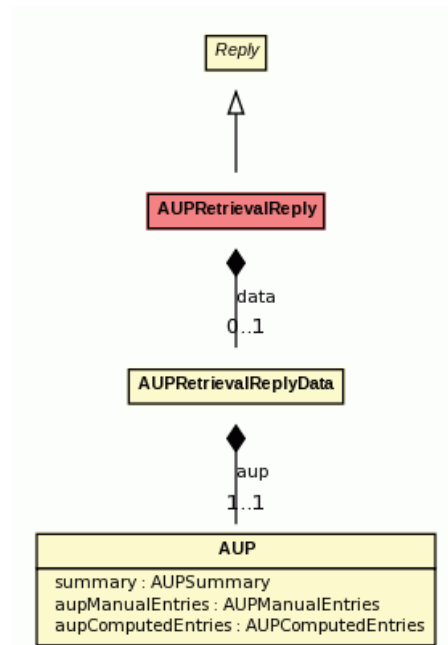 Reply
AUPRetrievalReply
data
0..1
AUPRetrievalReplyData
aup
1..1
AUP
summary : AUPSummary
aupManualEntries : AUPManualEntries
aupComputedEntries : AUPComputedEntries